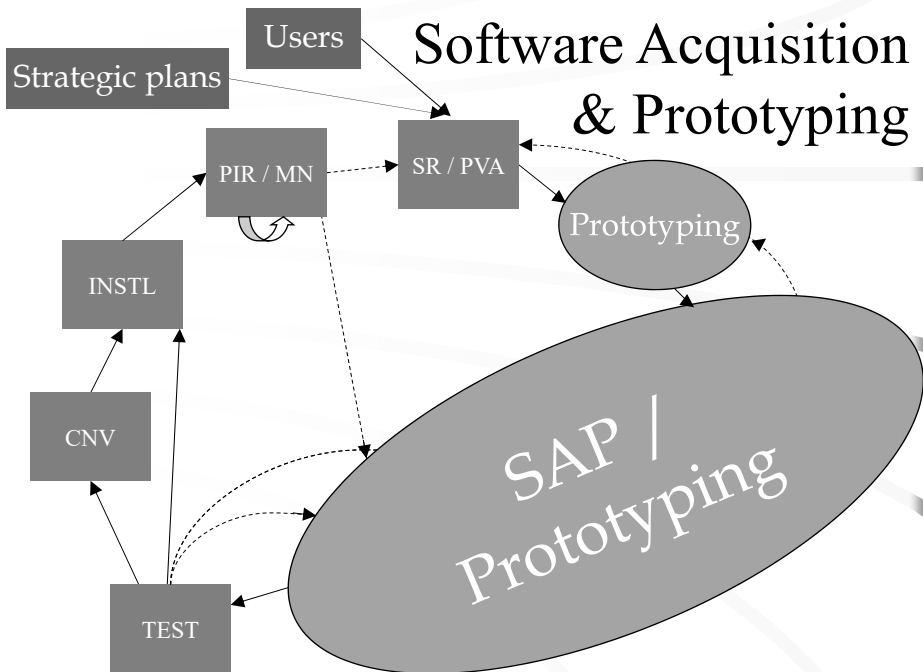 Users
Software Acquisition
& Prototyping
Strategic plans
PIR / MN
SR / PVA
Prototyping
INSTL
CNV
SAP /
Prototyping
TEST